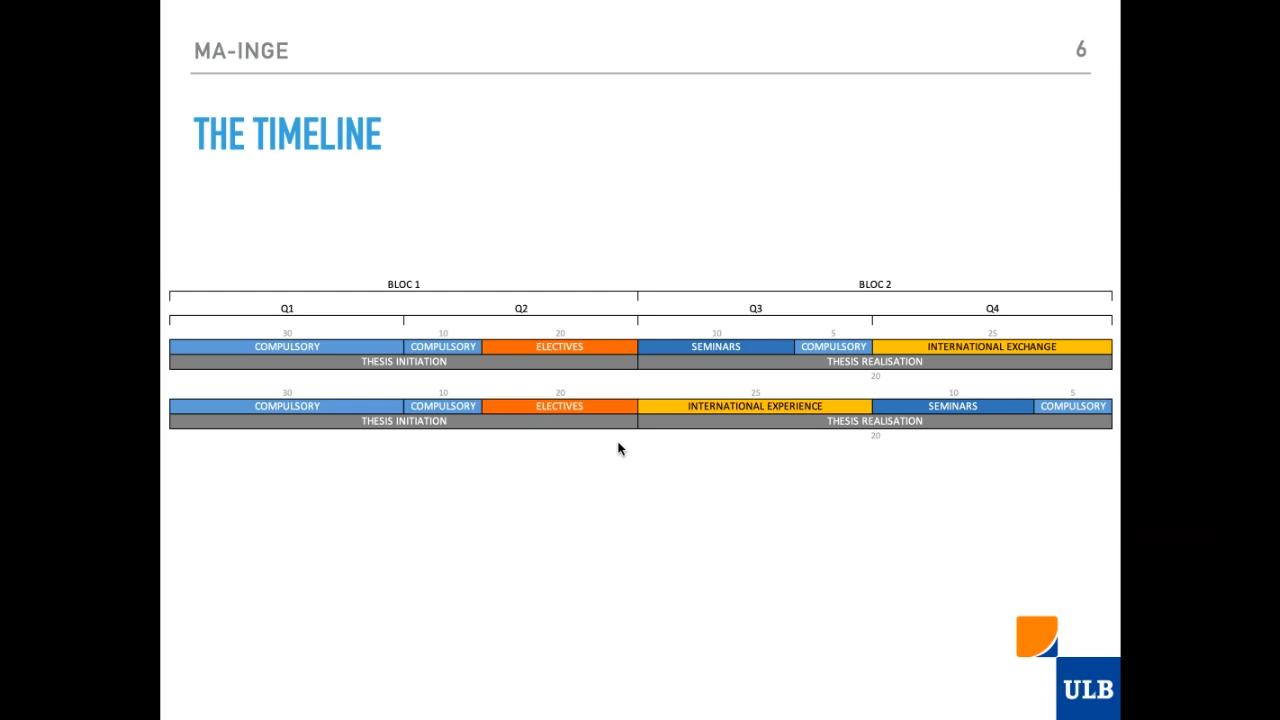 MA-INGE 6
THE TIMELINE
BLOC 1 BLOC 2
Q1 Q2 Q3 Q4
30 10 20 10 5 25
COMPULSORY COMPULSORY ELECTIVES SEMINARS COMPULSORY INTERNATIONAL EXCHANGE
THESIS INITIATION THESIS REALISATION
20
30 10 20 25 10 5
COMPULSORY COMPULSORY ELECTIVES INTERNATIONAL EXPERIENCE SEMINARS COMPULSORY
THESIS INITIATION THESIS REALISATION
20
ULB